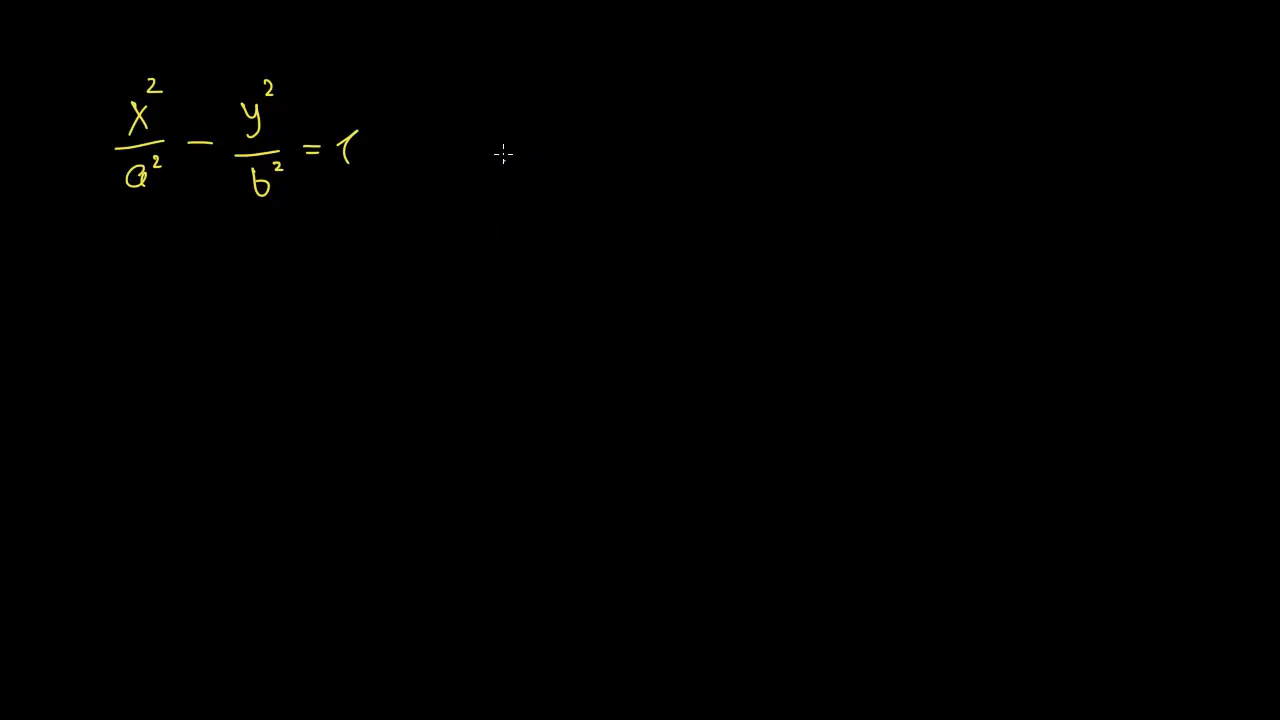 x²/a² − y²/b² = 1